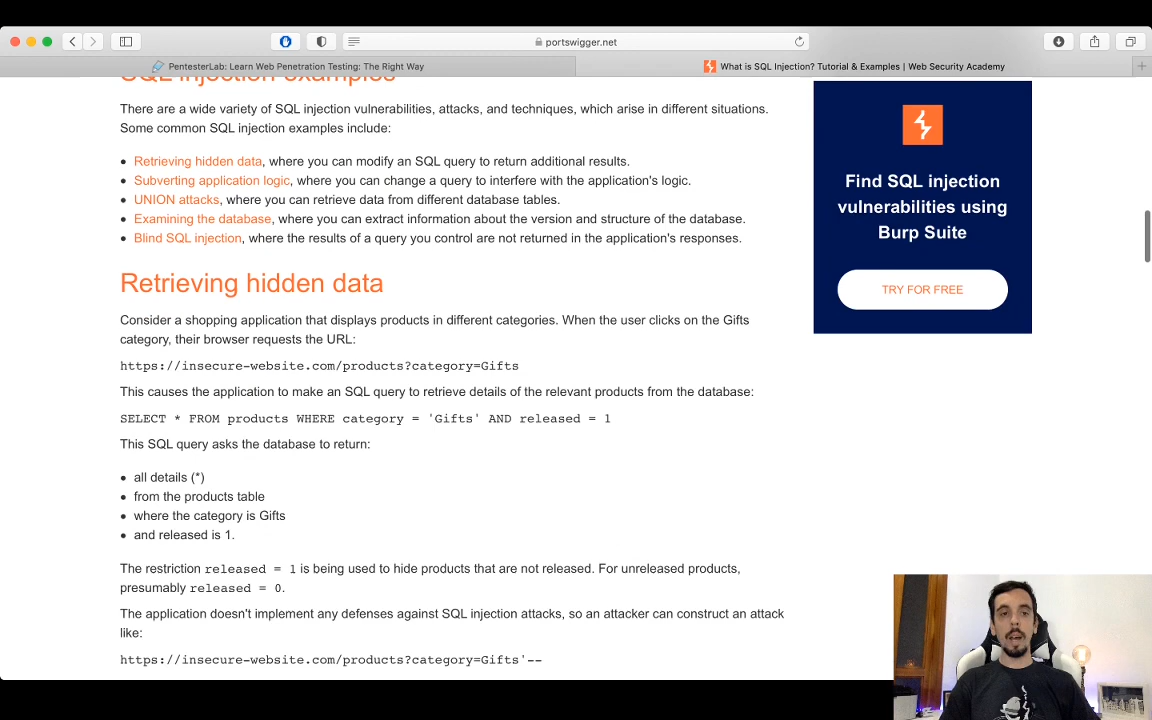 portswigger.net
PentesterLab: Learn Web Penetration Testing: The Right Way
What is SQL Injection? Tutorial & Examples | Web Security Academy
SQL injection examples
There are a wide variety of SQL injection vulnerabilities, attacks, and techniques, which arise in different situations.
Some common SQL injection examples include:
• Retrieving hidden data, where you can modify an SQL query to return additional results.
• Subverting application logic, where you can change a query to interfere with the application's logic.
• UNION attacks, where you can retrieve data from different database tables.
• Examining the database, where you can extract information about the version and structure of the database.
• Blind SQL injection, where the results of a query you control are not returned in the application's responses.
Retrieving hidden data
Consider a shopping application that displays products in different categories. When the user clicks on the Gifts
category, their browser requests the URL:
https://insecure-website.com/products?category=Gifts
This causes the application to make an SQL query to retrieve details of the relevant products from the database:
SELECT * FROM products WHERE category = 'Gifts' AND released = 1
This SQL query asks the database to return:
• all details (*)
• from the products table
• where the category is Gifts
• and released is 1.
The restriction released = 1 is being used to hide products that are not released. For unreleased products,
presumably released = 0.
The application doesn't implement any defenses against SQL injection attacks, so an attacker can construct an attack
like:
https://insecure-website.com/products?category=Gifts'--
Find SQL injection
vulnerabilities using
Burp Suite
TRY FOR FREE